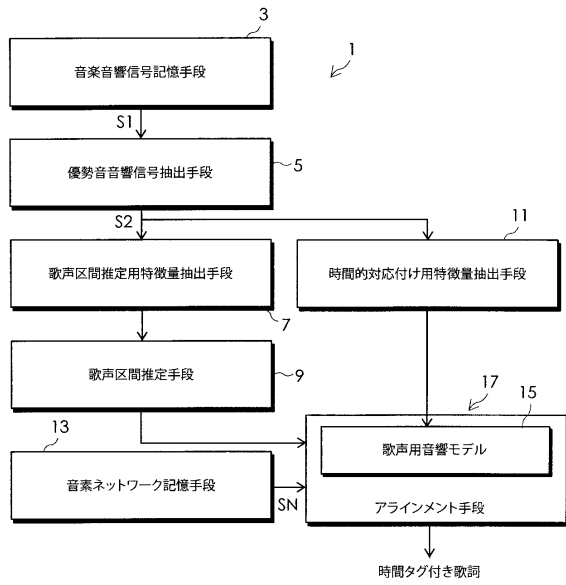 3
音楽音響信号記憶手段
1
S1
優勢音音響信号抽出手段
5
S2
11
歌声区間推定用特徴量抽出手段
時間的対応付け用特徴量抽出手段
7
歌声区間推定手段
9
17
15
13
歌声用音響モデル
音素ネットワーク記憶手段
SN
アラインメント手段
時間タグ付き歌詞